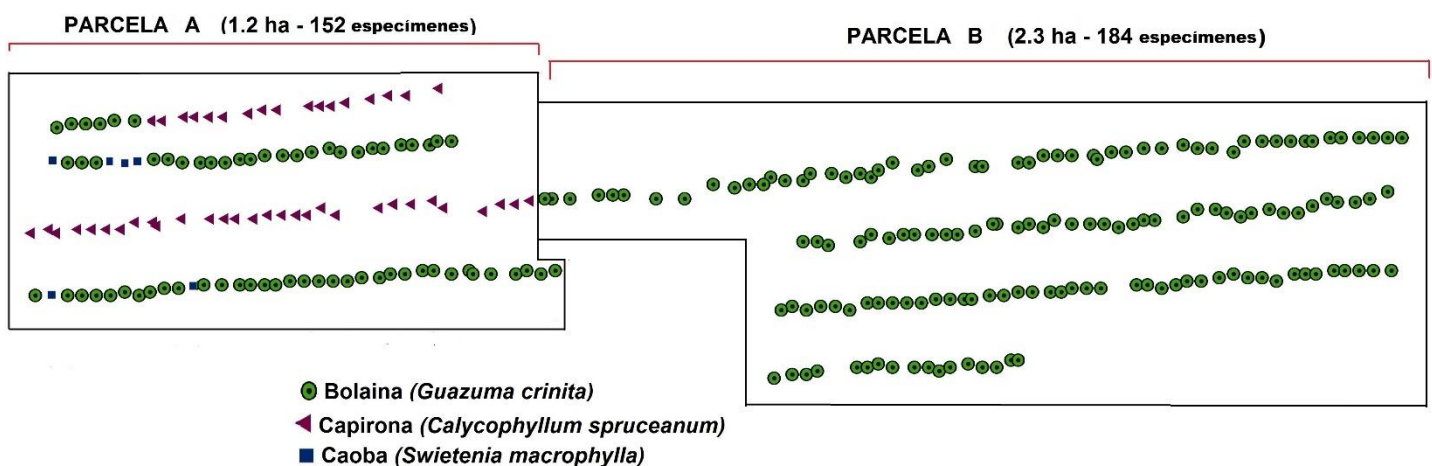 PARCELA A (1.2 ha - 152 especímenes)
PARCELA B (2.3 ha - 184 especímenes)
Bolaina (Guazuma crinita)
Capirona (Calycophyllum spruceanum)
Caoba (Swietenia macrophylla)